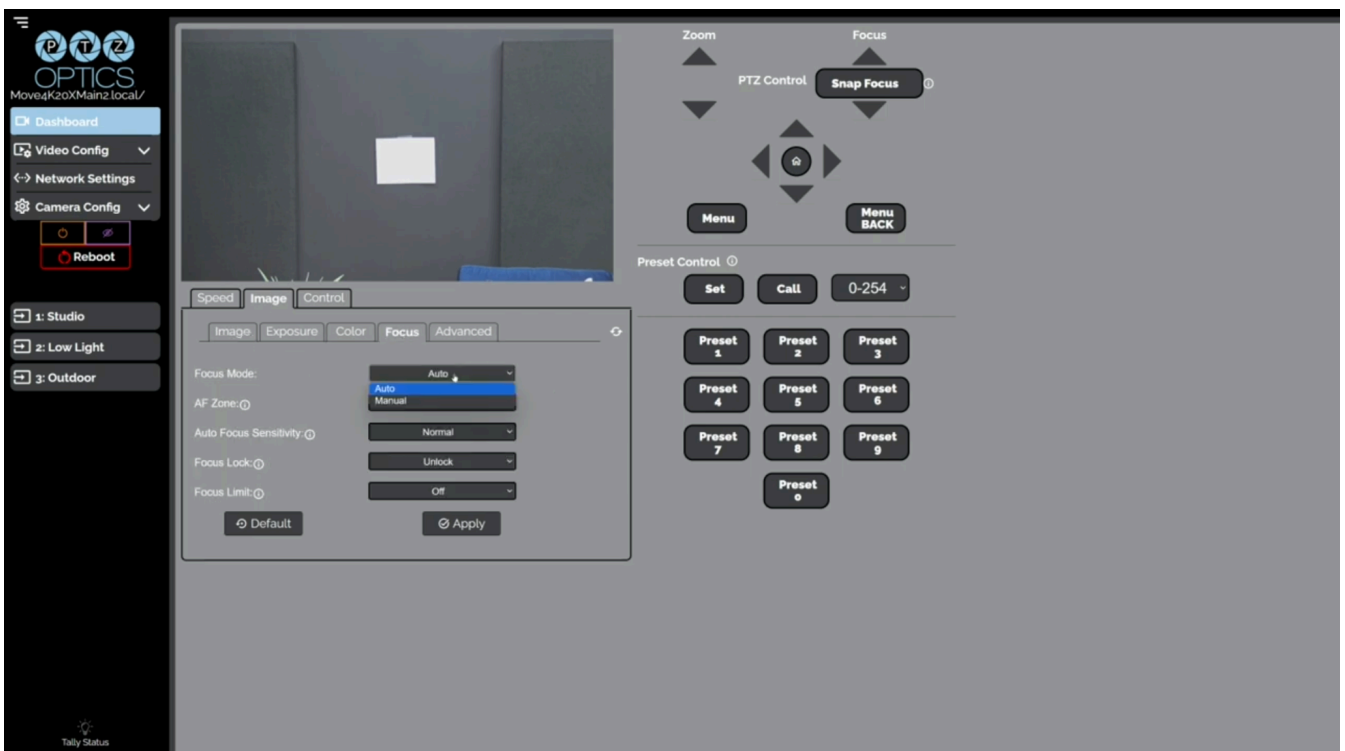 PTZ
OPTICS
Move4K20XMain2.local/
Dashboard
Video Config
Network Settings
Camera Config
Reboot
1: Studio
2: Low Light
3: Outdoor
Tally Status
Speed Image Control
Image Exposure Color Focus Advanced
Focus Mode: Auto
Auto
Manual
AF Zone:
Auto Focus Sensitivity: Normal
Focus Lock: Unlock
Focus Limit: Off
Default Apply
Zoom Focus
PTZ Control Snap Focus
Menu Menu
BACK
Preset Control
Set Call 0-254
Preset
1
Preset
2
Preset
3
Preset
4
Preset
5
Preset
6
Preset
7
Preset
8
Preset
9
Preset
0